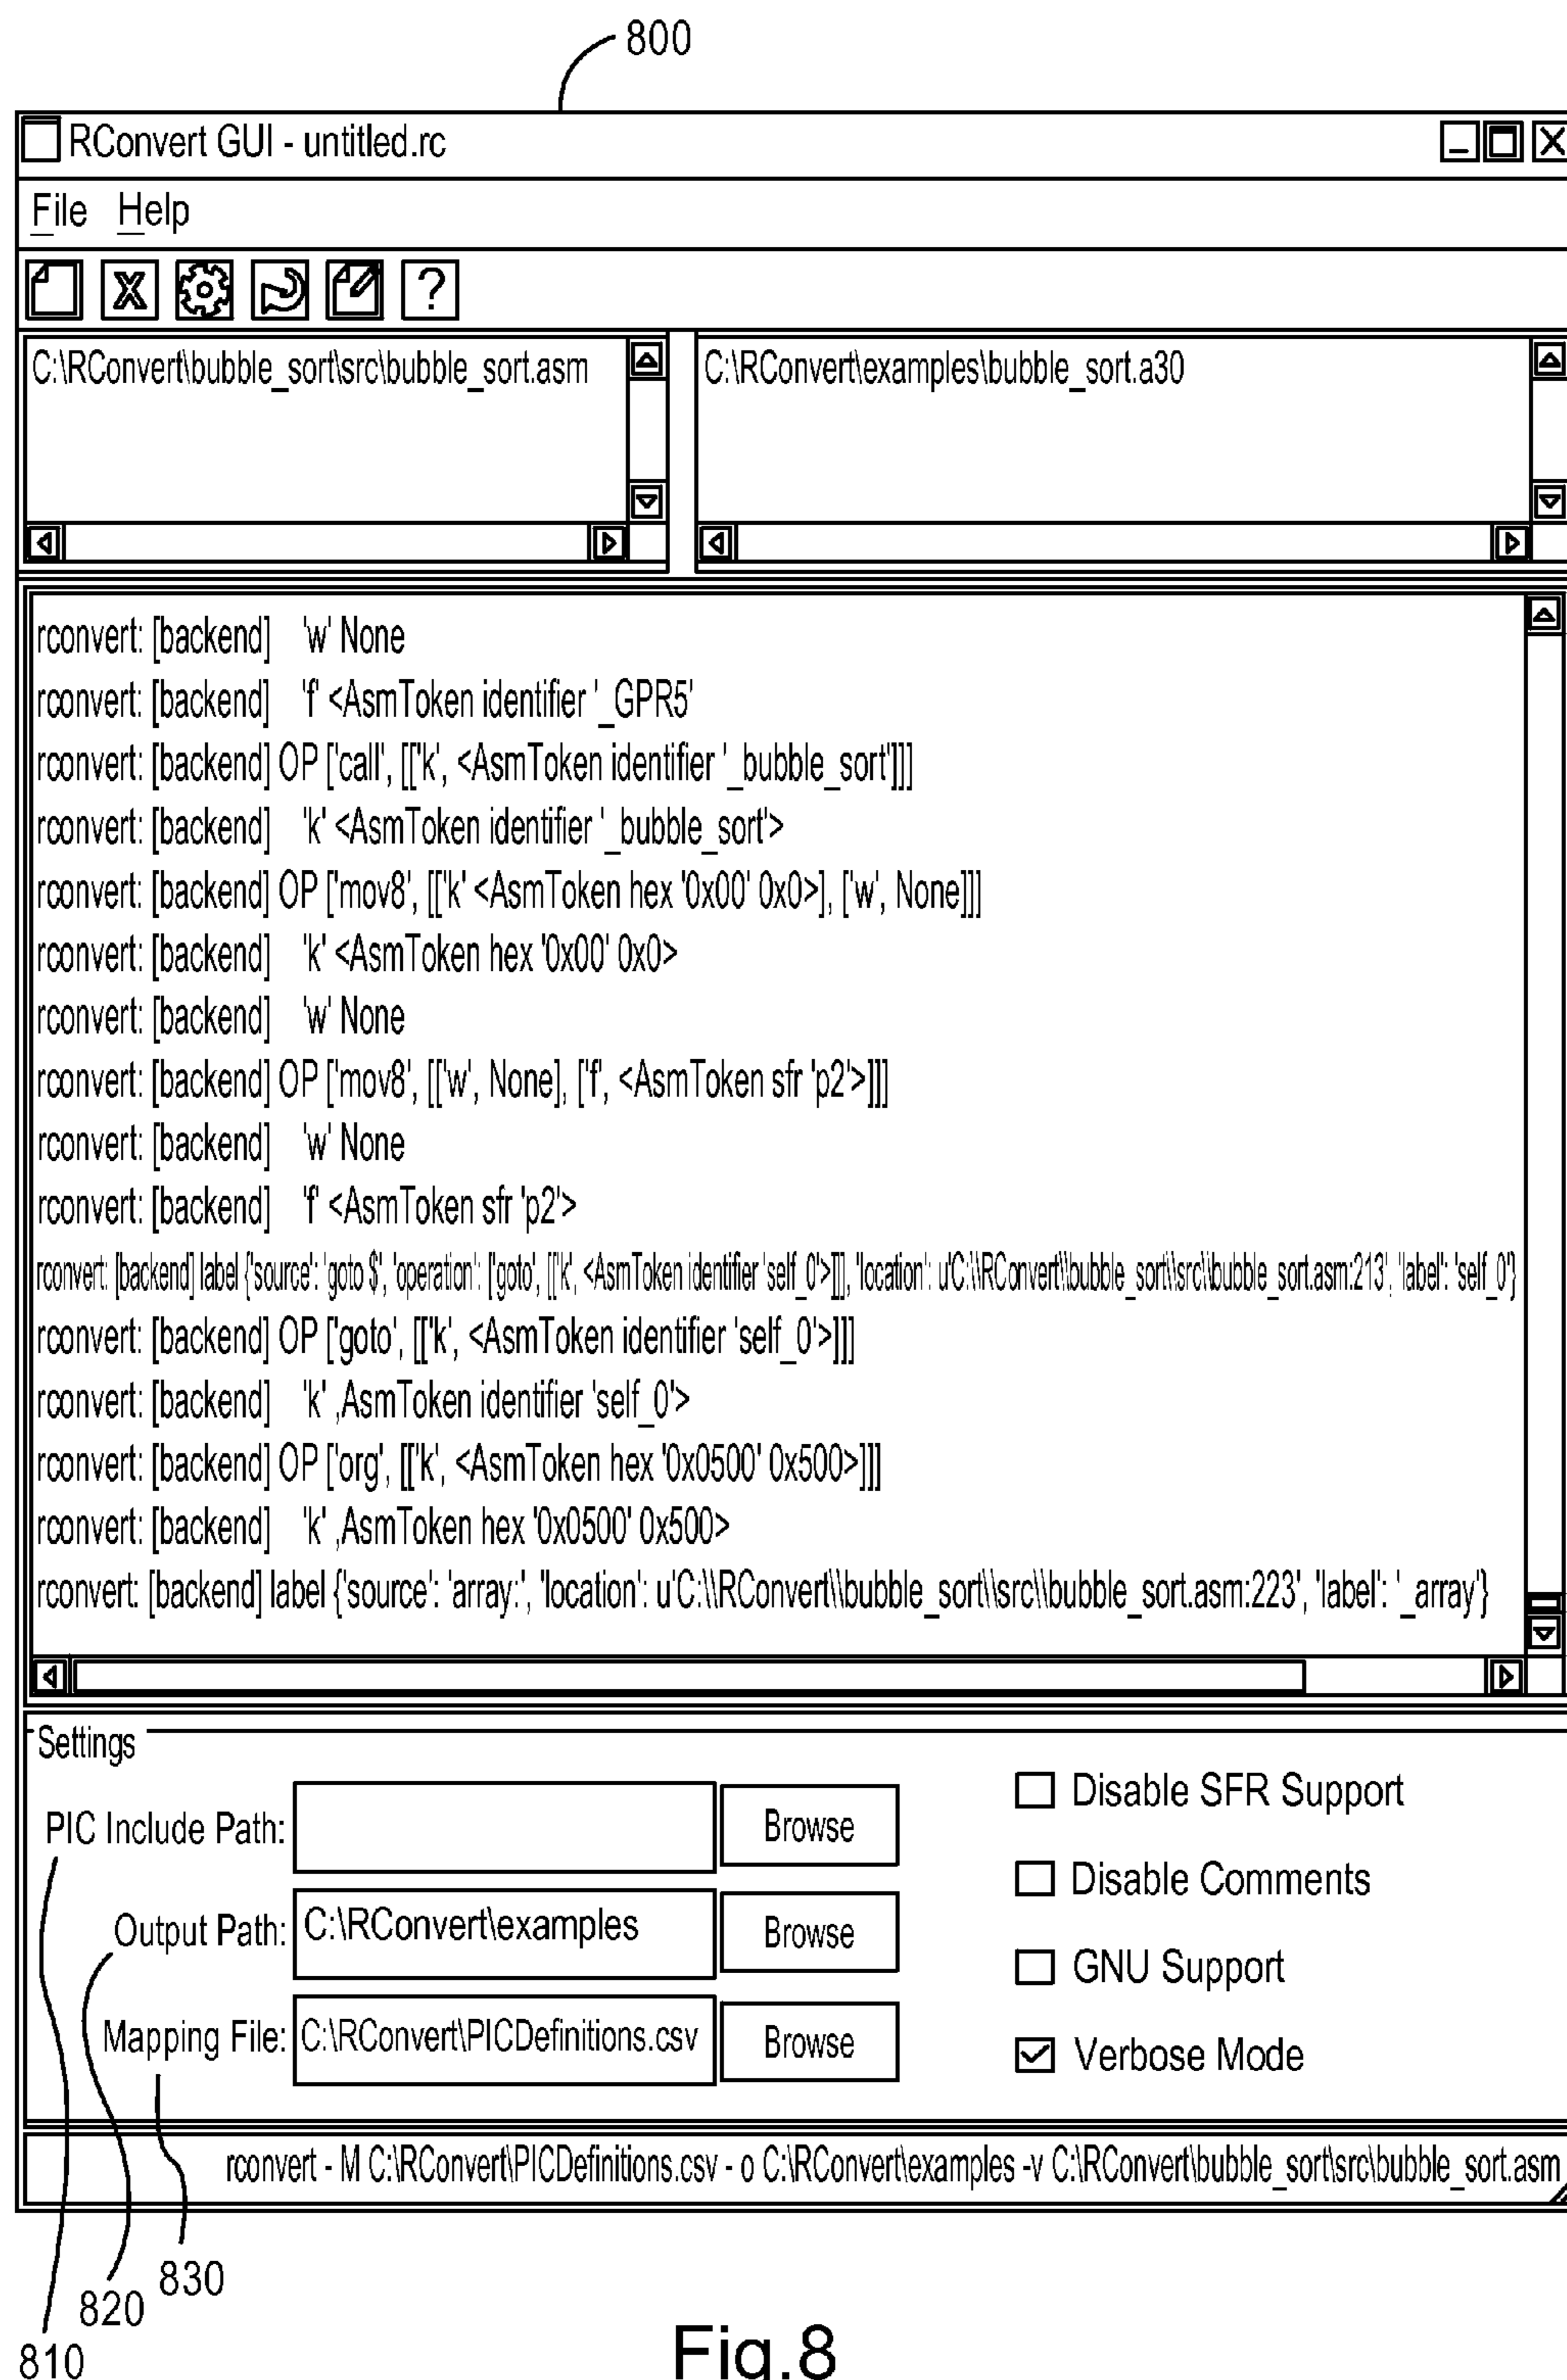 800
RConvert GUI - untitled.rc
File Help
?
C:\RConvert\bubble_sort\src\bubble_sort.asm
C:\RConvert\examples\bubble_sort.a30
rconvert: [backend] 'w' None
rconvert: [backend] 'f' <AsmToken identifier '_GPR5'
rconvert: [backend] OP ['call', [['k', <AsmToken identifier '_bubble_sort']]]
rconvert: [backend] 'k' <AsmToken identifier '_bubble_sort'>
rconvert: [backend] OP ['mov8', [['k' <AsmToken hex '0x00' 0x0>], ['w', None]]]
rconvert: [backend] 'k' <AsmToken hex '0x00' 0x0>
rconvert: [backend] 'w' None
rconvert: [backend] OP ['mov8', [['w', None], ['f', <AsmToken sfr 'p2'>]]]
rconvert: [backend] 'w' None
rconvert: [backend] 'f' <AsmToken sfr 'p2'>
rconvert: [backend] label {'source': 'goto $', 'operation': ['goto', [['k', <AsmToken identifier 'self_0'>]]], 'location': u'C:\\RConvert\\bubble_sort\\src\\bubble_sort.asm:213', 'label': 'self_0'}
rconvert: [backend] OP ['goto', [['k', <AsmToken identifier 'self_0'>]]]
rconvert: [backend] 'k' ,AsmToken identifier 'self_0'>
rconvert: [backend] OP ['org', [['k', <AsmToken hex '0x0500' 0x500>]]]
rconvert: [backend] 'k' ,AsmToken hex '0x0500' 0x500>
rconvert: [backend] label {'source': 'array:', 'location': u'C:\\RConvert\\bubble_sort\\src\\bubble_sort.asm:223', 'label': '_array'}
Settings
PIC Include Path: Browse
Output Path: C:\RConvert\examples Browse
Mapping File: C:\RConvert\PICDefinitions.csv Browse
Disable SFR Support
Disable Comments
GNU Support
Verbose Mode
rconvert - M C:\RConvert\PICDefinitions.csv - o C:\RConvert\examples -v C:\RConvert\bubble_sort\src\bubble_sort.asm
830
820
810
Fig.8